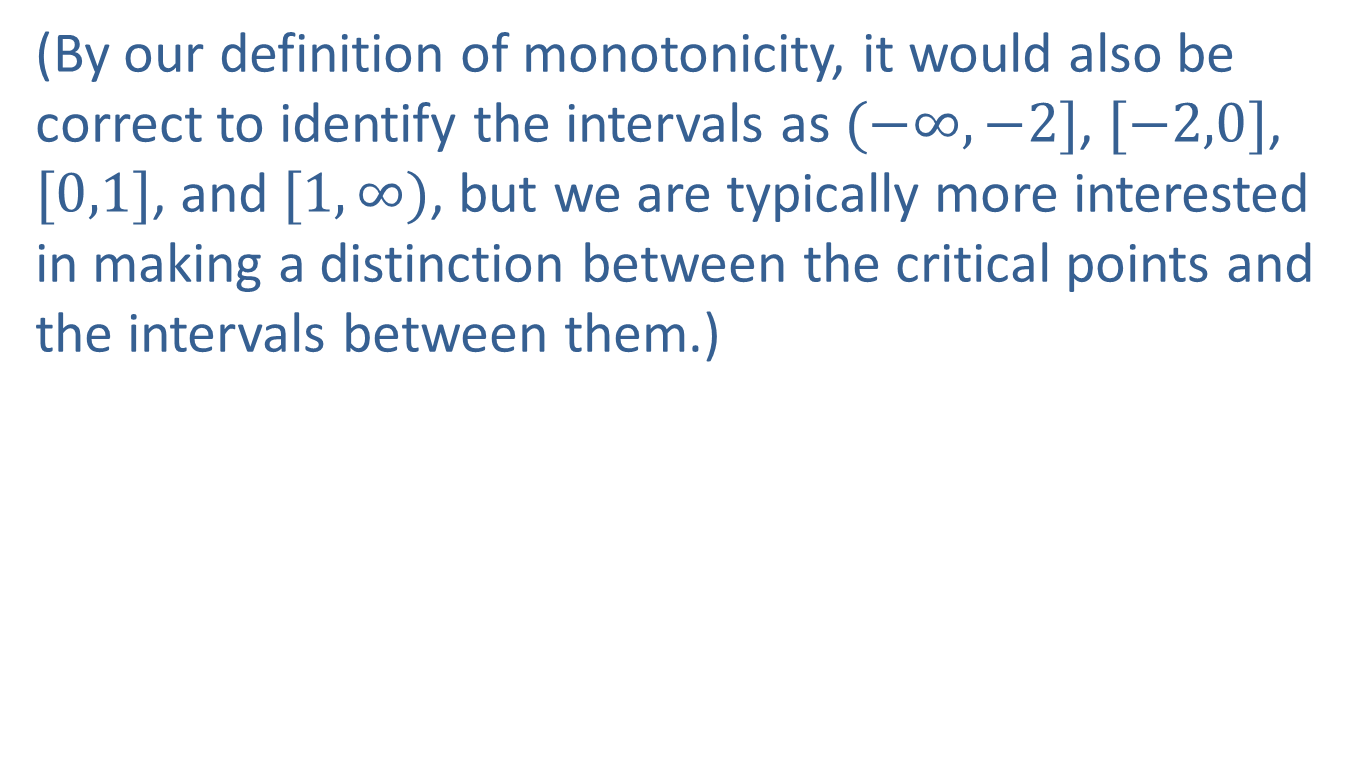 (By our definition of monotonicity, it would also be
correct to identify the intervals as (−∞, −2], [−2,0],
[0,1], and [1, ∞), but we are typically more interested
in making a distinction between the critical points and
the intervals between them.)